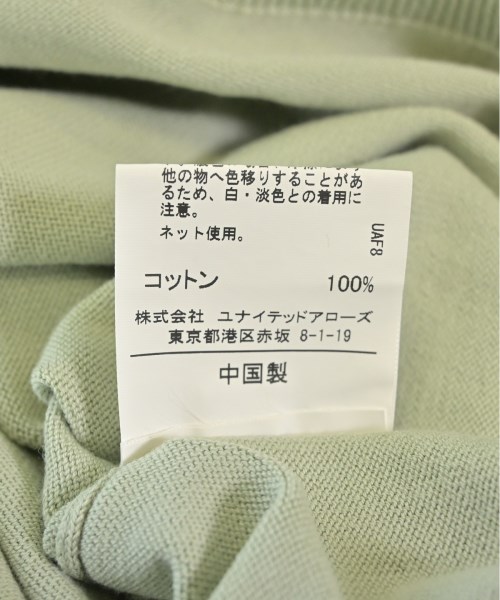 他の物へ色移りすることがあ
るため、白・淡色との着用に
注意。
ネット使用。
UAF8
コットン 100%
株式会社 ユナイテッドアローズ
東京都港区赤坂 8-1-19
中国製